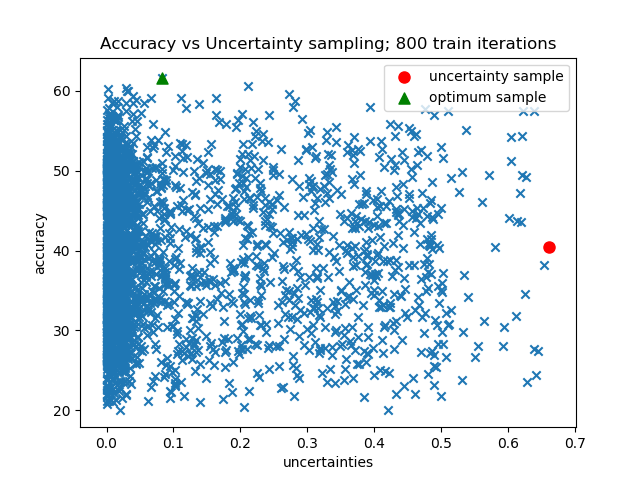 Accuracy vs Uncertainty sampling; 800 train iterations
uncertainty sample
optimum sample
60
50
40
30
20
accuracy
0.0 0.1 0.2 0.3 0.4 0.5 0.6 0.7
uncertainties